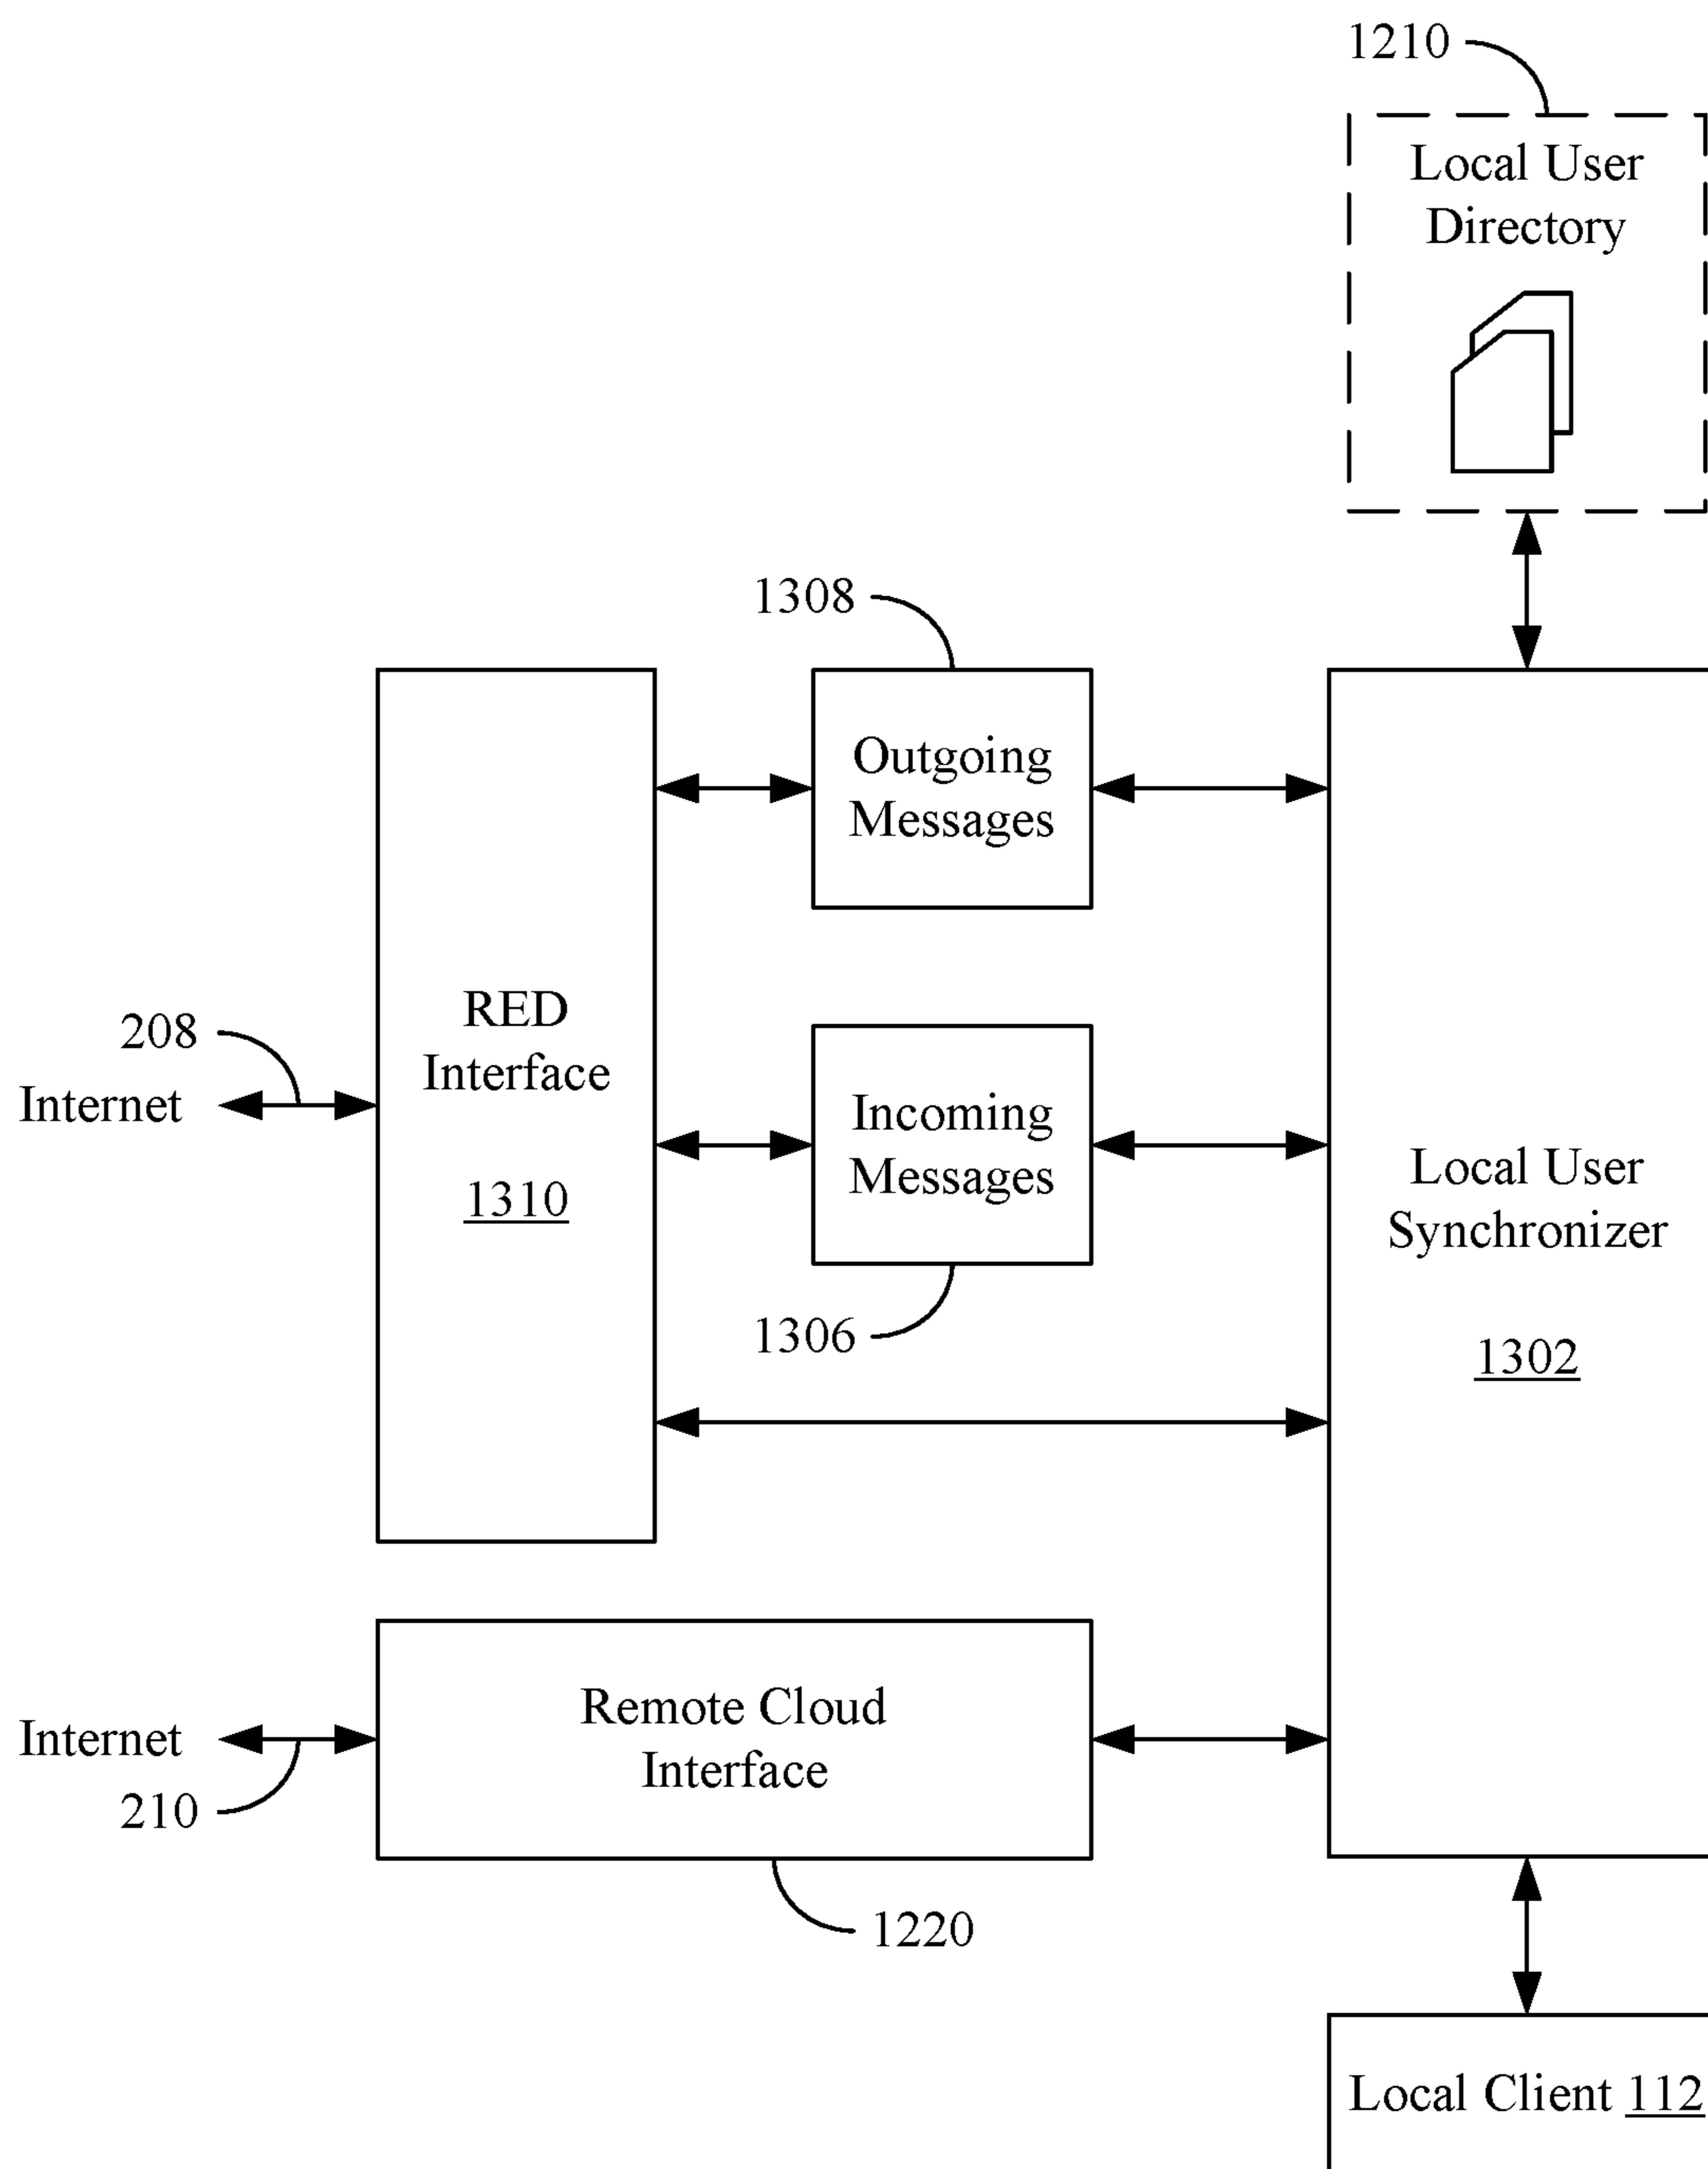 1210
Local User
Directory
1308
Outgoing
Messages
RED
Interface
1310
208
Internet
Incoming
Messages
1306
Local User
Synchronizer
1302
Remote Cloud
Interface
Internet
210
1220
Local Client 112